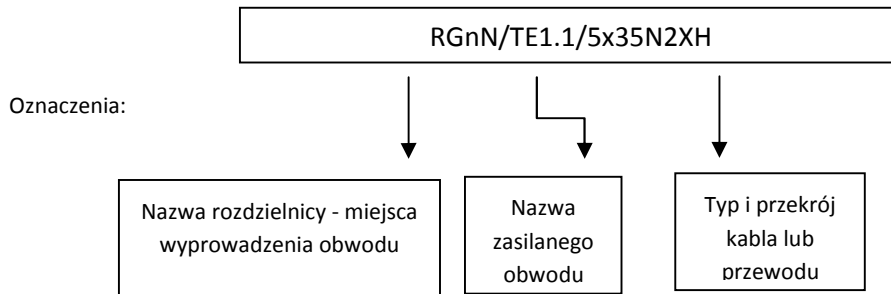 RGnN/TE1.1/5x35N2XH
Oznaczenia:
Nazwa rozdzielnicy - miejsca
wyprowadzenia obwodu
Nazwa
zasilanego
obwodu
Typ i przekrój
kabla lub
przewodu